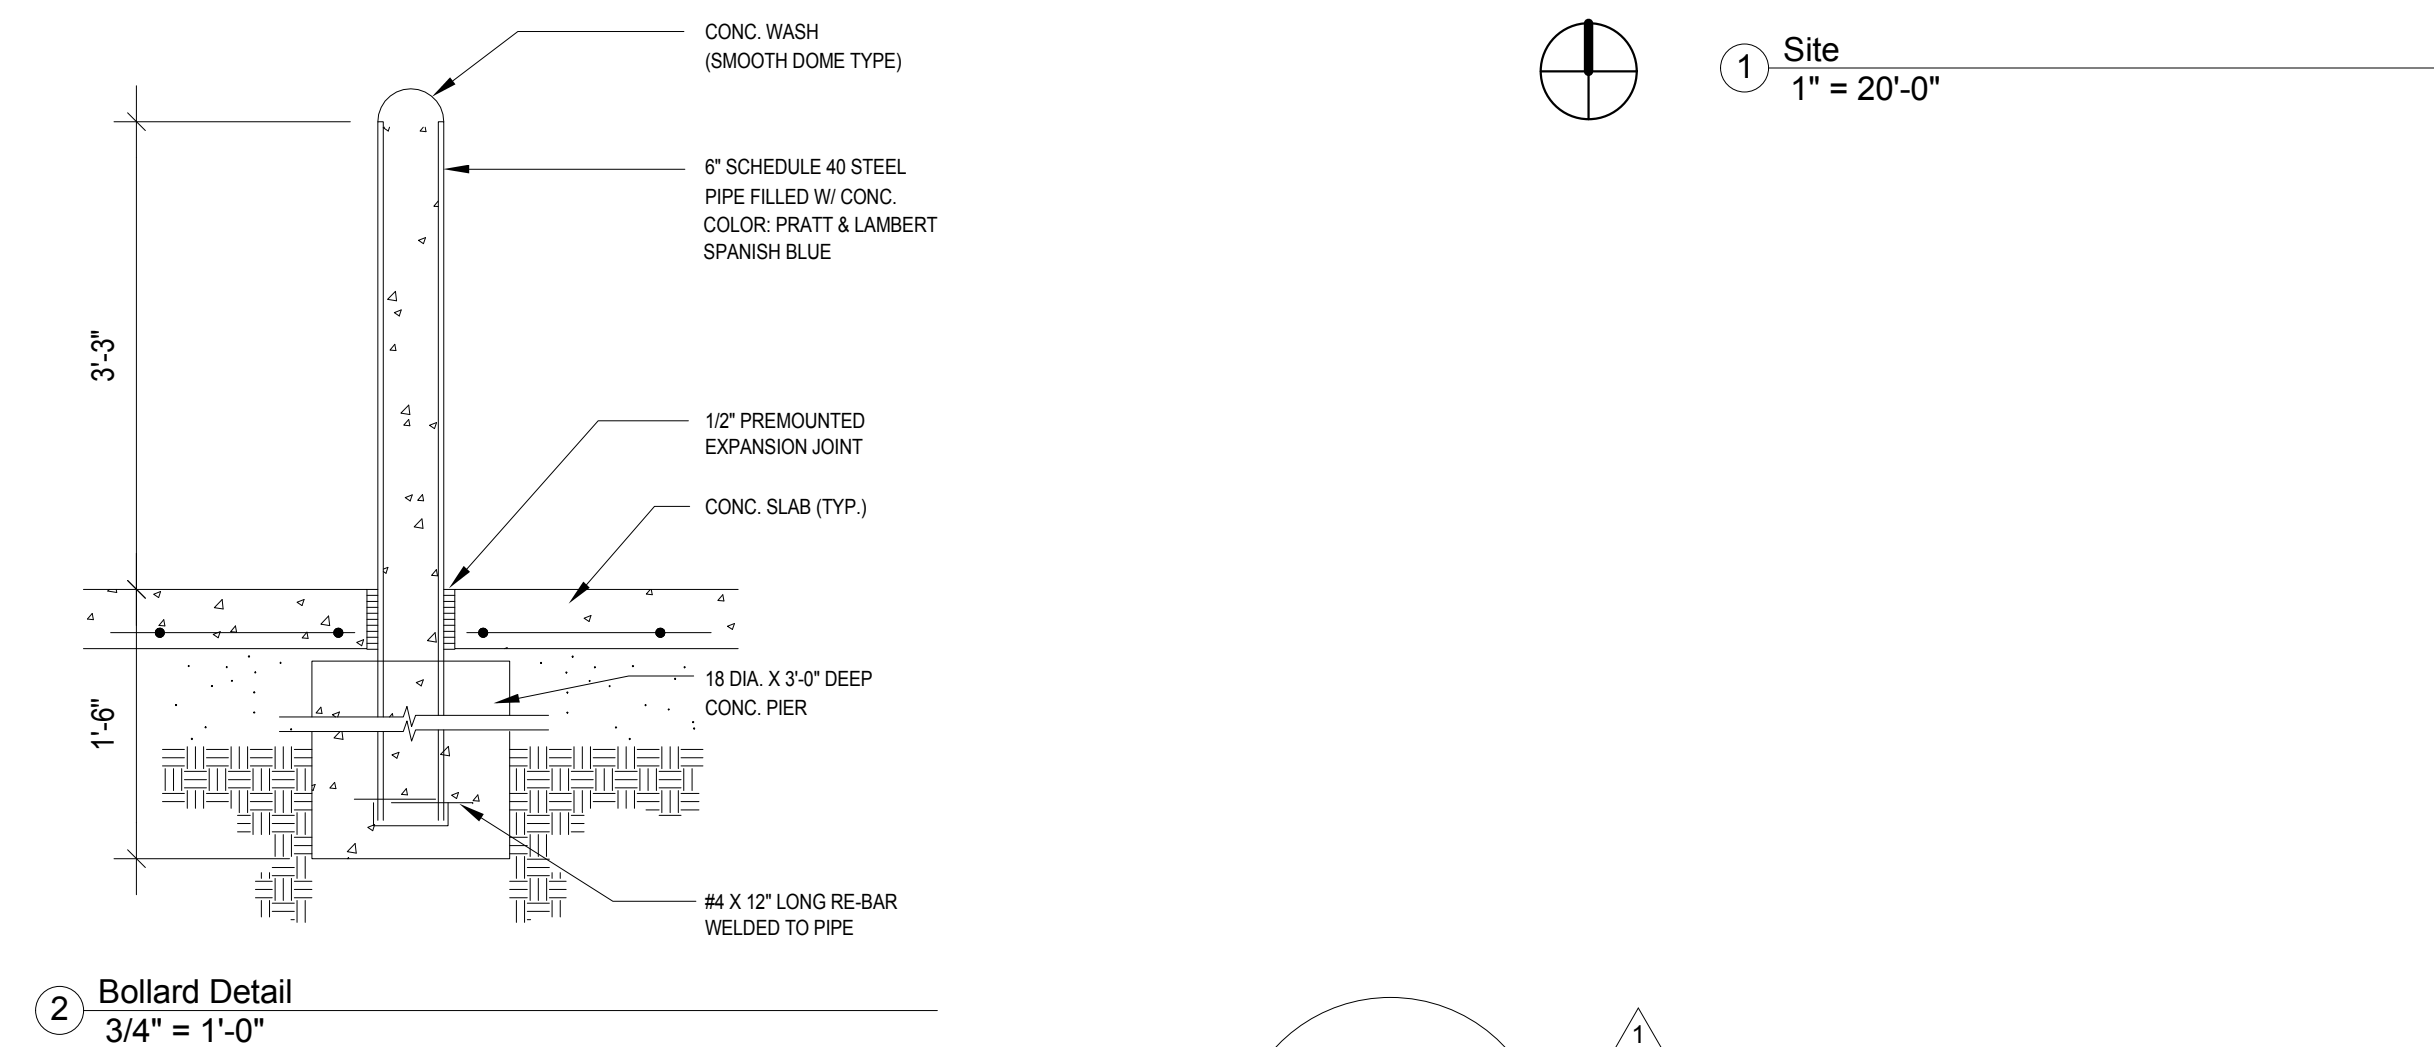 CONC. WASH
(SMOOTH DOME TYPE)
6" SCHEDULE 40 STEEL
PIPE FILLED W/ CONC.
COLOR: PRATT & LAMBERT
SPANISH BLUE
3'-3"
1/2" PREMOUNTED
EXPANSION JOINT
CONC. SLAB (TYP.)
18 DIA. X 3'-0" DEEP
CONC. PIER
1'-6"
#4 X 12" LONG RE-BAR
WELDED TO PIPE
2 Bollard Detail
3/4" = 1'-0"
1 Site
1" = 20'-0"
1